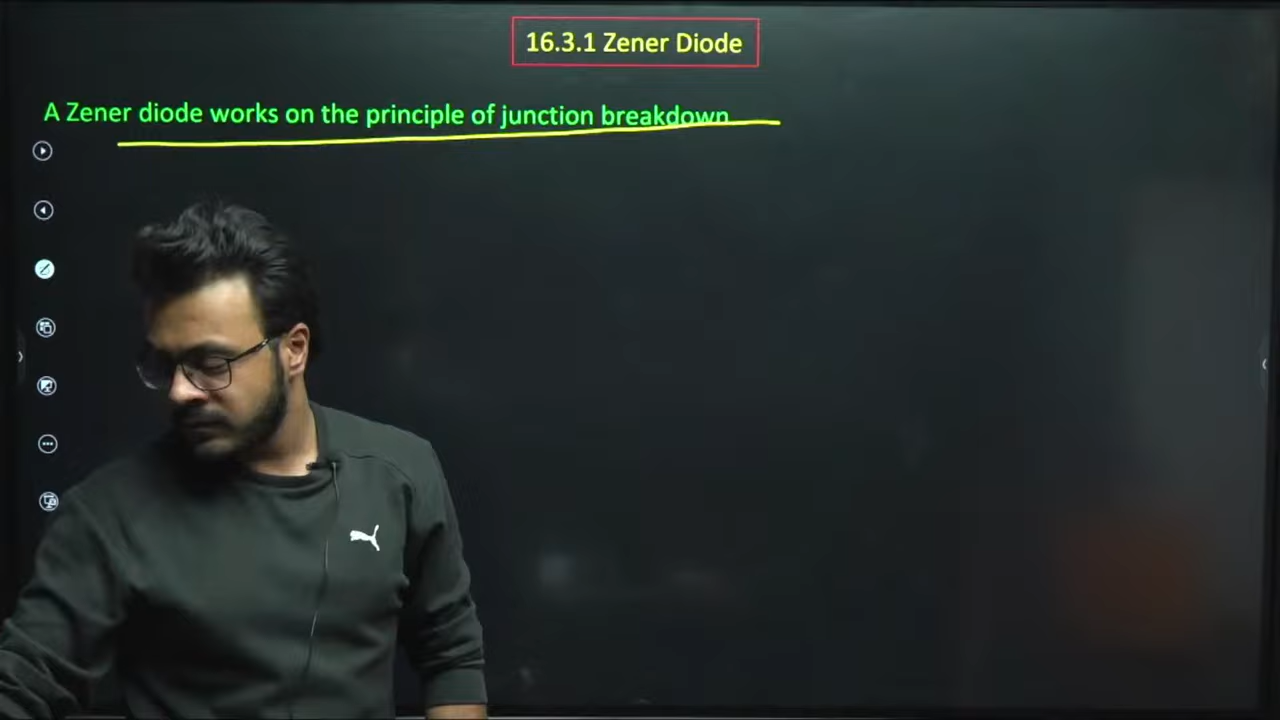 16.3.1 Zener Diode
A Zener diode works on the principle of junction breakdown